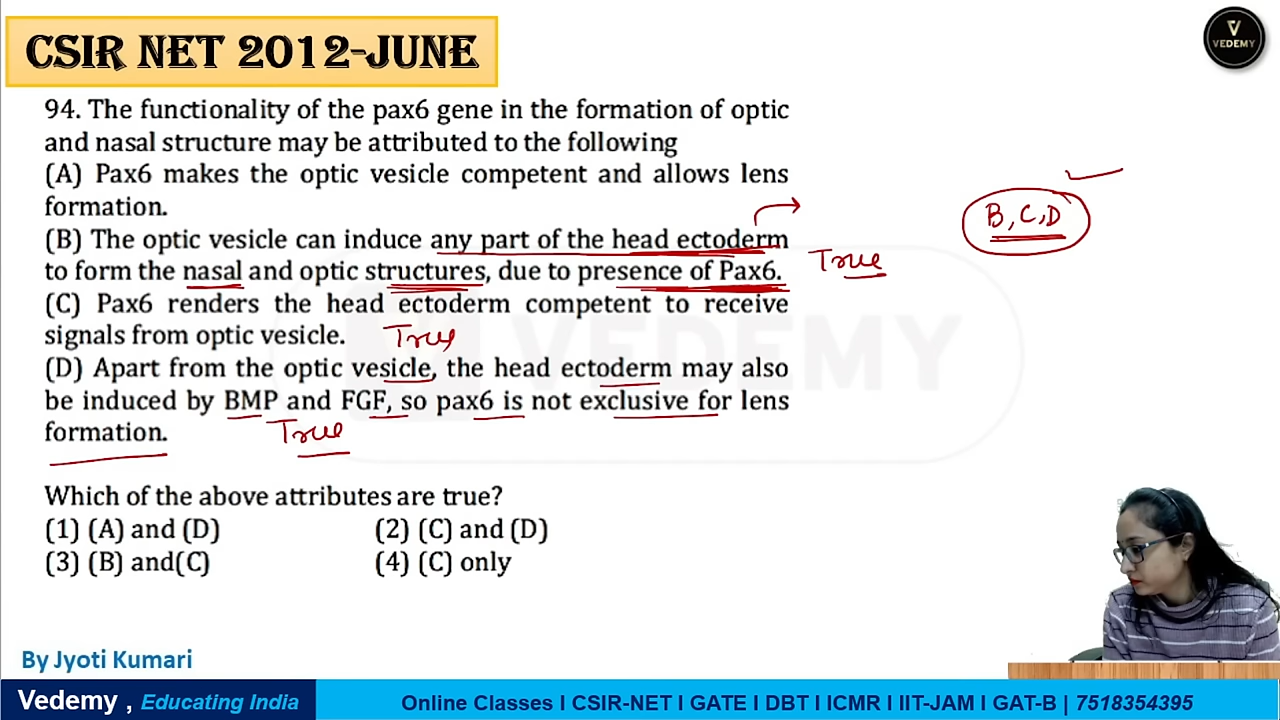 CSIR NET 2012-JUNE
V
VEDEMY
94. The functionality of the pax6 gene in the formation of optic
and nasal structure may be attributed to the following
(A) Pax6 makes the optic vesicle competent and allows lens
formation.
B, C, D
(B) The optic vesicle can induce any part of the head ectoderm
to form the nasal and optic structures, due to presence of Pax6.
True
(C) Pax6 renders the head ectoderm competent to receive
signals from optic vesicle.
True
VEDEMY
(D) Apart from the optic vesicle, the head ectoderm may also
be induced by BMP and FGF, so pax6 is not exclusive for lens
formation.
True
Which of the above attributes are true?
(1) (A) and (D) (2) (C) and (D)
(3) (B) and(C) (4) (C) only
By Jyoti Kumari
Vedemy , Educating India Online Classes I CSIR-NET I GATE I DBT I ICMR I IIT-JAM I GAT-B | 7518354395